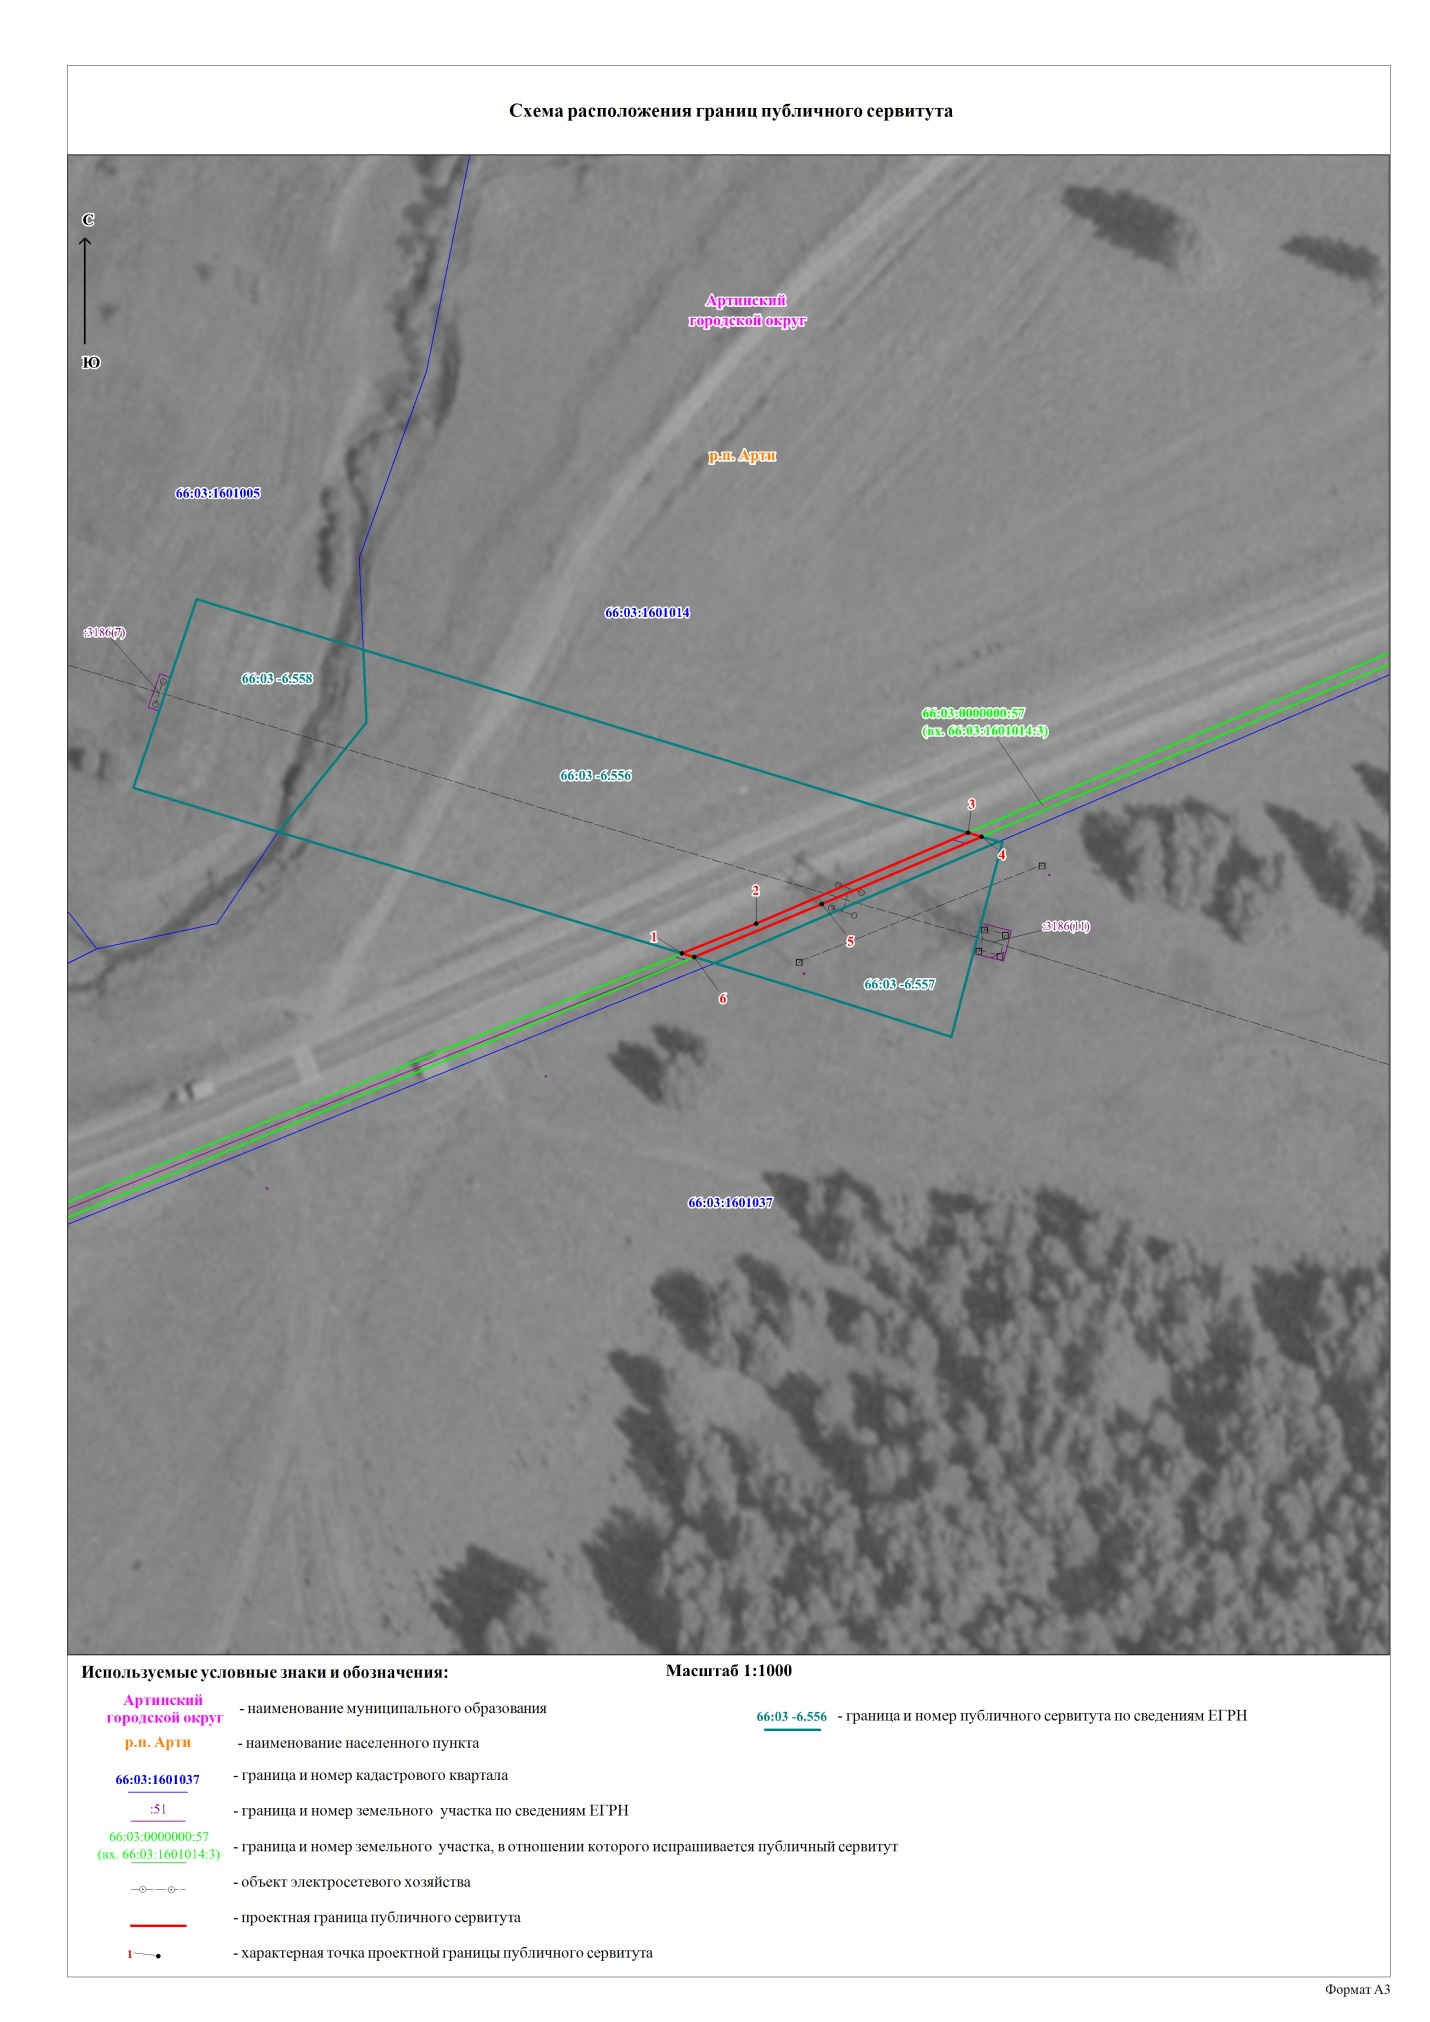 Схема расположения границ публичного сервитута
С
Ю
Артинский
городской округ
р.п. Арти
66:03:1601005
66:03:1601014
:3186(7)
66:03 -6.558
66:03:0000000:57
(вх. 66:03:1601014:3)
66:03 -6.556
3
4
2
1
5
:3186(11)
66:03 -6.557
6
66:03:1601037
Используемые условные знаки и обозначения:
Масштаб 1:1000
Артинский
городской округ
- наименование муниципального образования
66:03 -6.556 - граница и номер публичного сервитута по сведениям ЕГРН
р.п. Арти - наименование населенного пункта
66:03:1601037 - граница и номер кадастрового квартала
:51 - граница и номер земельного участка по сведениям ЕГРН
66:03:0000000:57
(вх. 66:03:1601014:3)
- граница и номер земельного участка, в отношении которого испрашивается публичный сервитут
- объект электросетевого хозяйства
- проектная граница публичного сервитута
1 - характерная точка проектной границы публичного сервитута
Формат А3